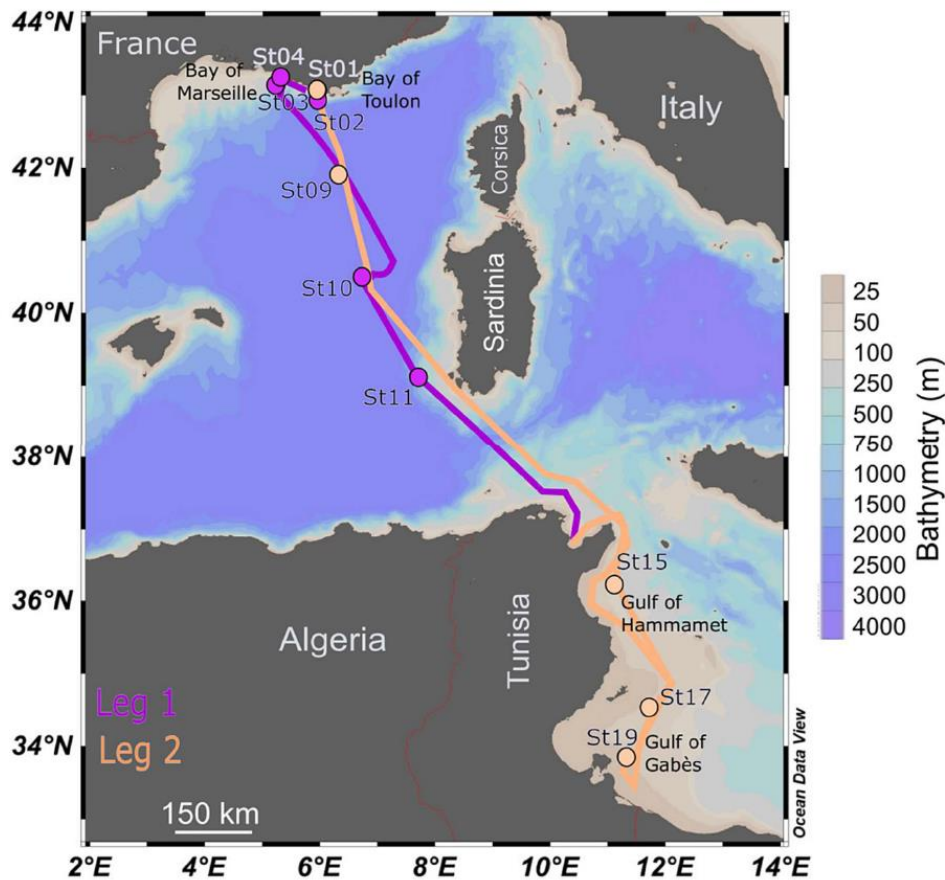 44°N
42°N
40°N
38°N
36°N
34°N
France
St04
St01
Bay of
Marseille
Bay of
Toulon
St03
St02
Italy
Corsica
St09
St10
Sardinia
St11
St15
Gulf of
Hammamet
Algeria
Tunisia
St17
St19
Gulf of
Gabès
Leg 1
Leg 2
150 km
2°E
4°E
6°E
8°E
10°E
12°E
14°E
Ocean Data View
25
50
100
250
500
750
1000
1500
2000
2500
3000
4000
Bathymetry (m)